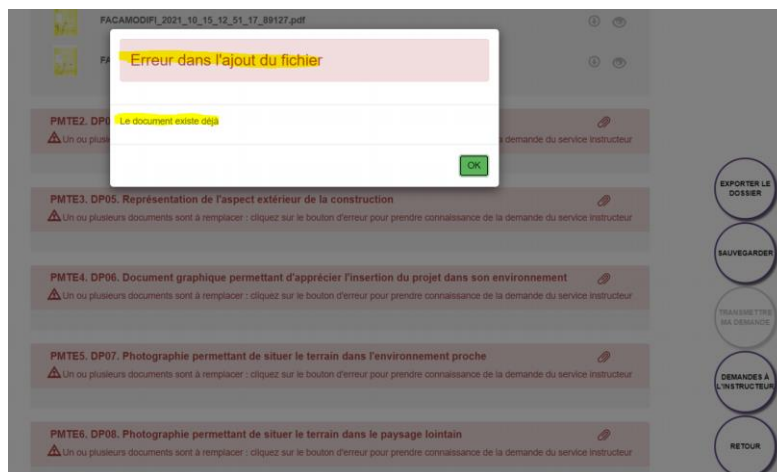 FACAMODIFI_2021_10_15_12_51_17_89127.pdf
FA
Erreur dans l'ajout du fichier
Le document existe déjà
OK
PMTE2. DP0
Un ou plusie
a demande du service instructeur
PMTE3. DP05. Représentation de l'aspect extérieur de la construction
Un ou plusieurs documents sont à remplacer : cliquez sur le bouton d'erreur pour prendre connaissance de la demande du service instructeur
PMTE4. DP06. Document graphique permettant d'apprécier l'insertion du projet dans son environnement
Un ou plusieurs documents sont à remplacer : cliquez sur le bouton d'erreur pour prendre connaissance de la demande du service instructeur
PMTE5. DP07. Photographie permettant de situer le terrain dans l'environnement proche
Un ou plusieurs documents sont à remplacer : cliquez sur le bouton d'erreur pour prendre connaissance de la demande du service instructeur
PMTE6. DP08. Photographie permettant de situer le terrain dans le paysage lointain
Un ou plusieurs documents sont à remplacer : cliquez sur le bouton d'erreur pour prendre connaissance de la demande du service instructeur
EXPORTER LE
DOSSIER
SAUVEGARDER
TRANSMETTRE
MA DEMANDE
DEMANDES À
L'INSTRUCTEUR
RETOUR